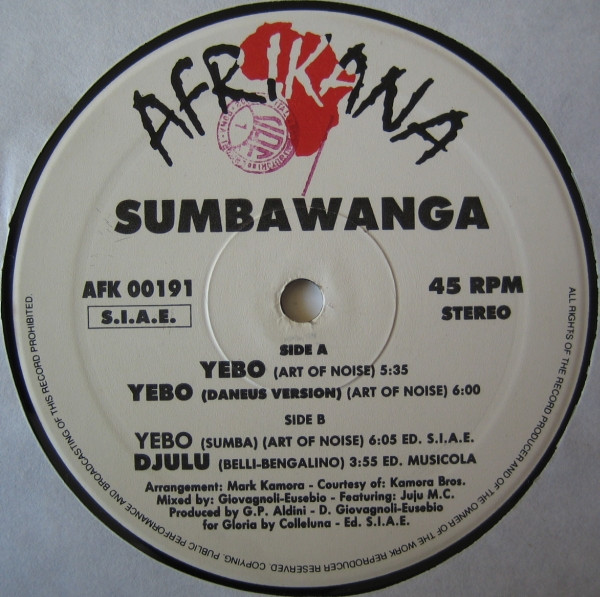 AFRIKANA
SUMBAWANGA
AFK 00191
S.I.A.E.
45 RPM
STEREO
SIDE A
YEBO (ART OF NOISE) 5:35
YEBO (DANEUS VERSION) (ART OF NOISE) 6:00
SIDE B
YEBO (SUMBA) (ART OF NOISE) 6:05 ED. S.I.A.E.
DJULU (BELLI-BENGALINO) 3:55 ED. MUSICOLA
Arrangement: Mark Kamora - Courtesy of: Kamora Bros.
Mixed by: Giovagnoli-Eusebio - Featuring: Juju M.C.
Produced by G.P. Aldini - D. Giovagnoli-Eusebio
for Gloria by Colleluna - Ed. S.I.A.E.
ALL RIGHTS OF THE RECORD PRODUCER AND OF THE OWNER OF THE WORK REPRODUCER RESERVED. COPYING. PUBLIC PERFORMANCE AND BROADCASTING OF THIS RECORD PROHIBITED.